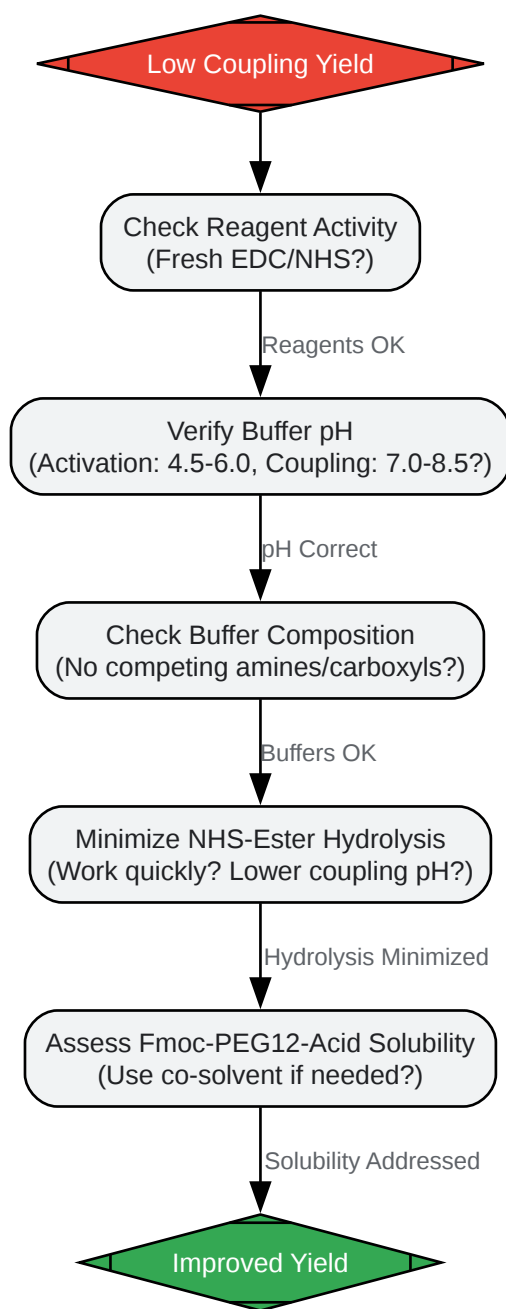 Low Coupling Yield
Check Reagent Activity
(Fresh EDC/NHS?)
Reagents OK
Verify Buffer pH
(Activation: 4.5-6.0, Coupling: 7.0-8.5?)
pH Correct
Check Buffer Composition
(No competing amines/carboxyls?)
Buffers OK
Minimize NHS-Ester Hydrolysis
(Work quickly? Lower coupling pH?)
Hydrolysis Minimized
Assess Fmoc-PEG12-Acid Solubility
(Use co-solvent if needed?)
Solubility Addressed
Improved Yield